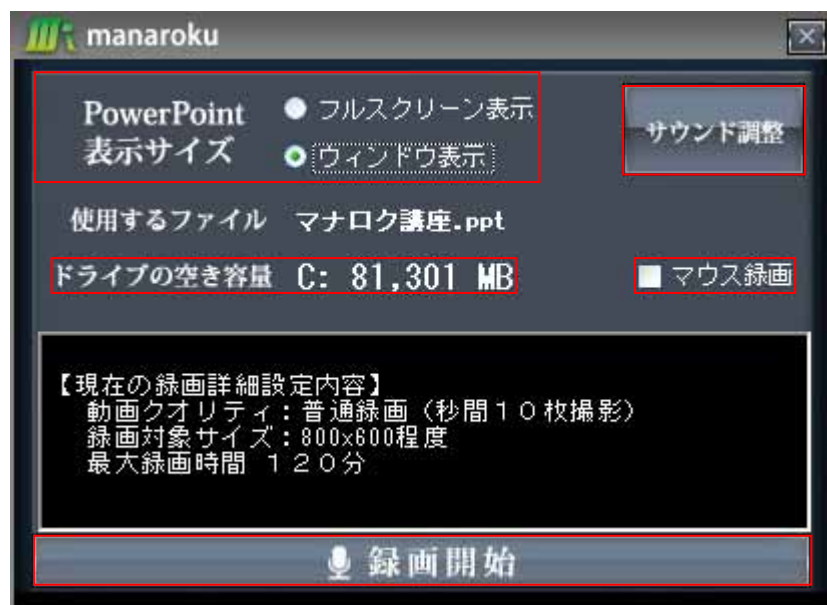 manaroku
PowerPoint
表示サイズ
フルスクリーン表示
ウィンドウ表示
サウンド調整
使用するファイル マナロク講座.ppt
ドライブの空き容量 C: 81,301 MB
マウス録画
【現在の録画詳細設定内容】
動画クオリティ：普通録画（秒間１０枚撮影）
録画対象サイズ：800x600程度
最大録画時間 １２０分
録画開始